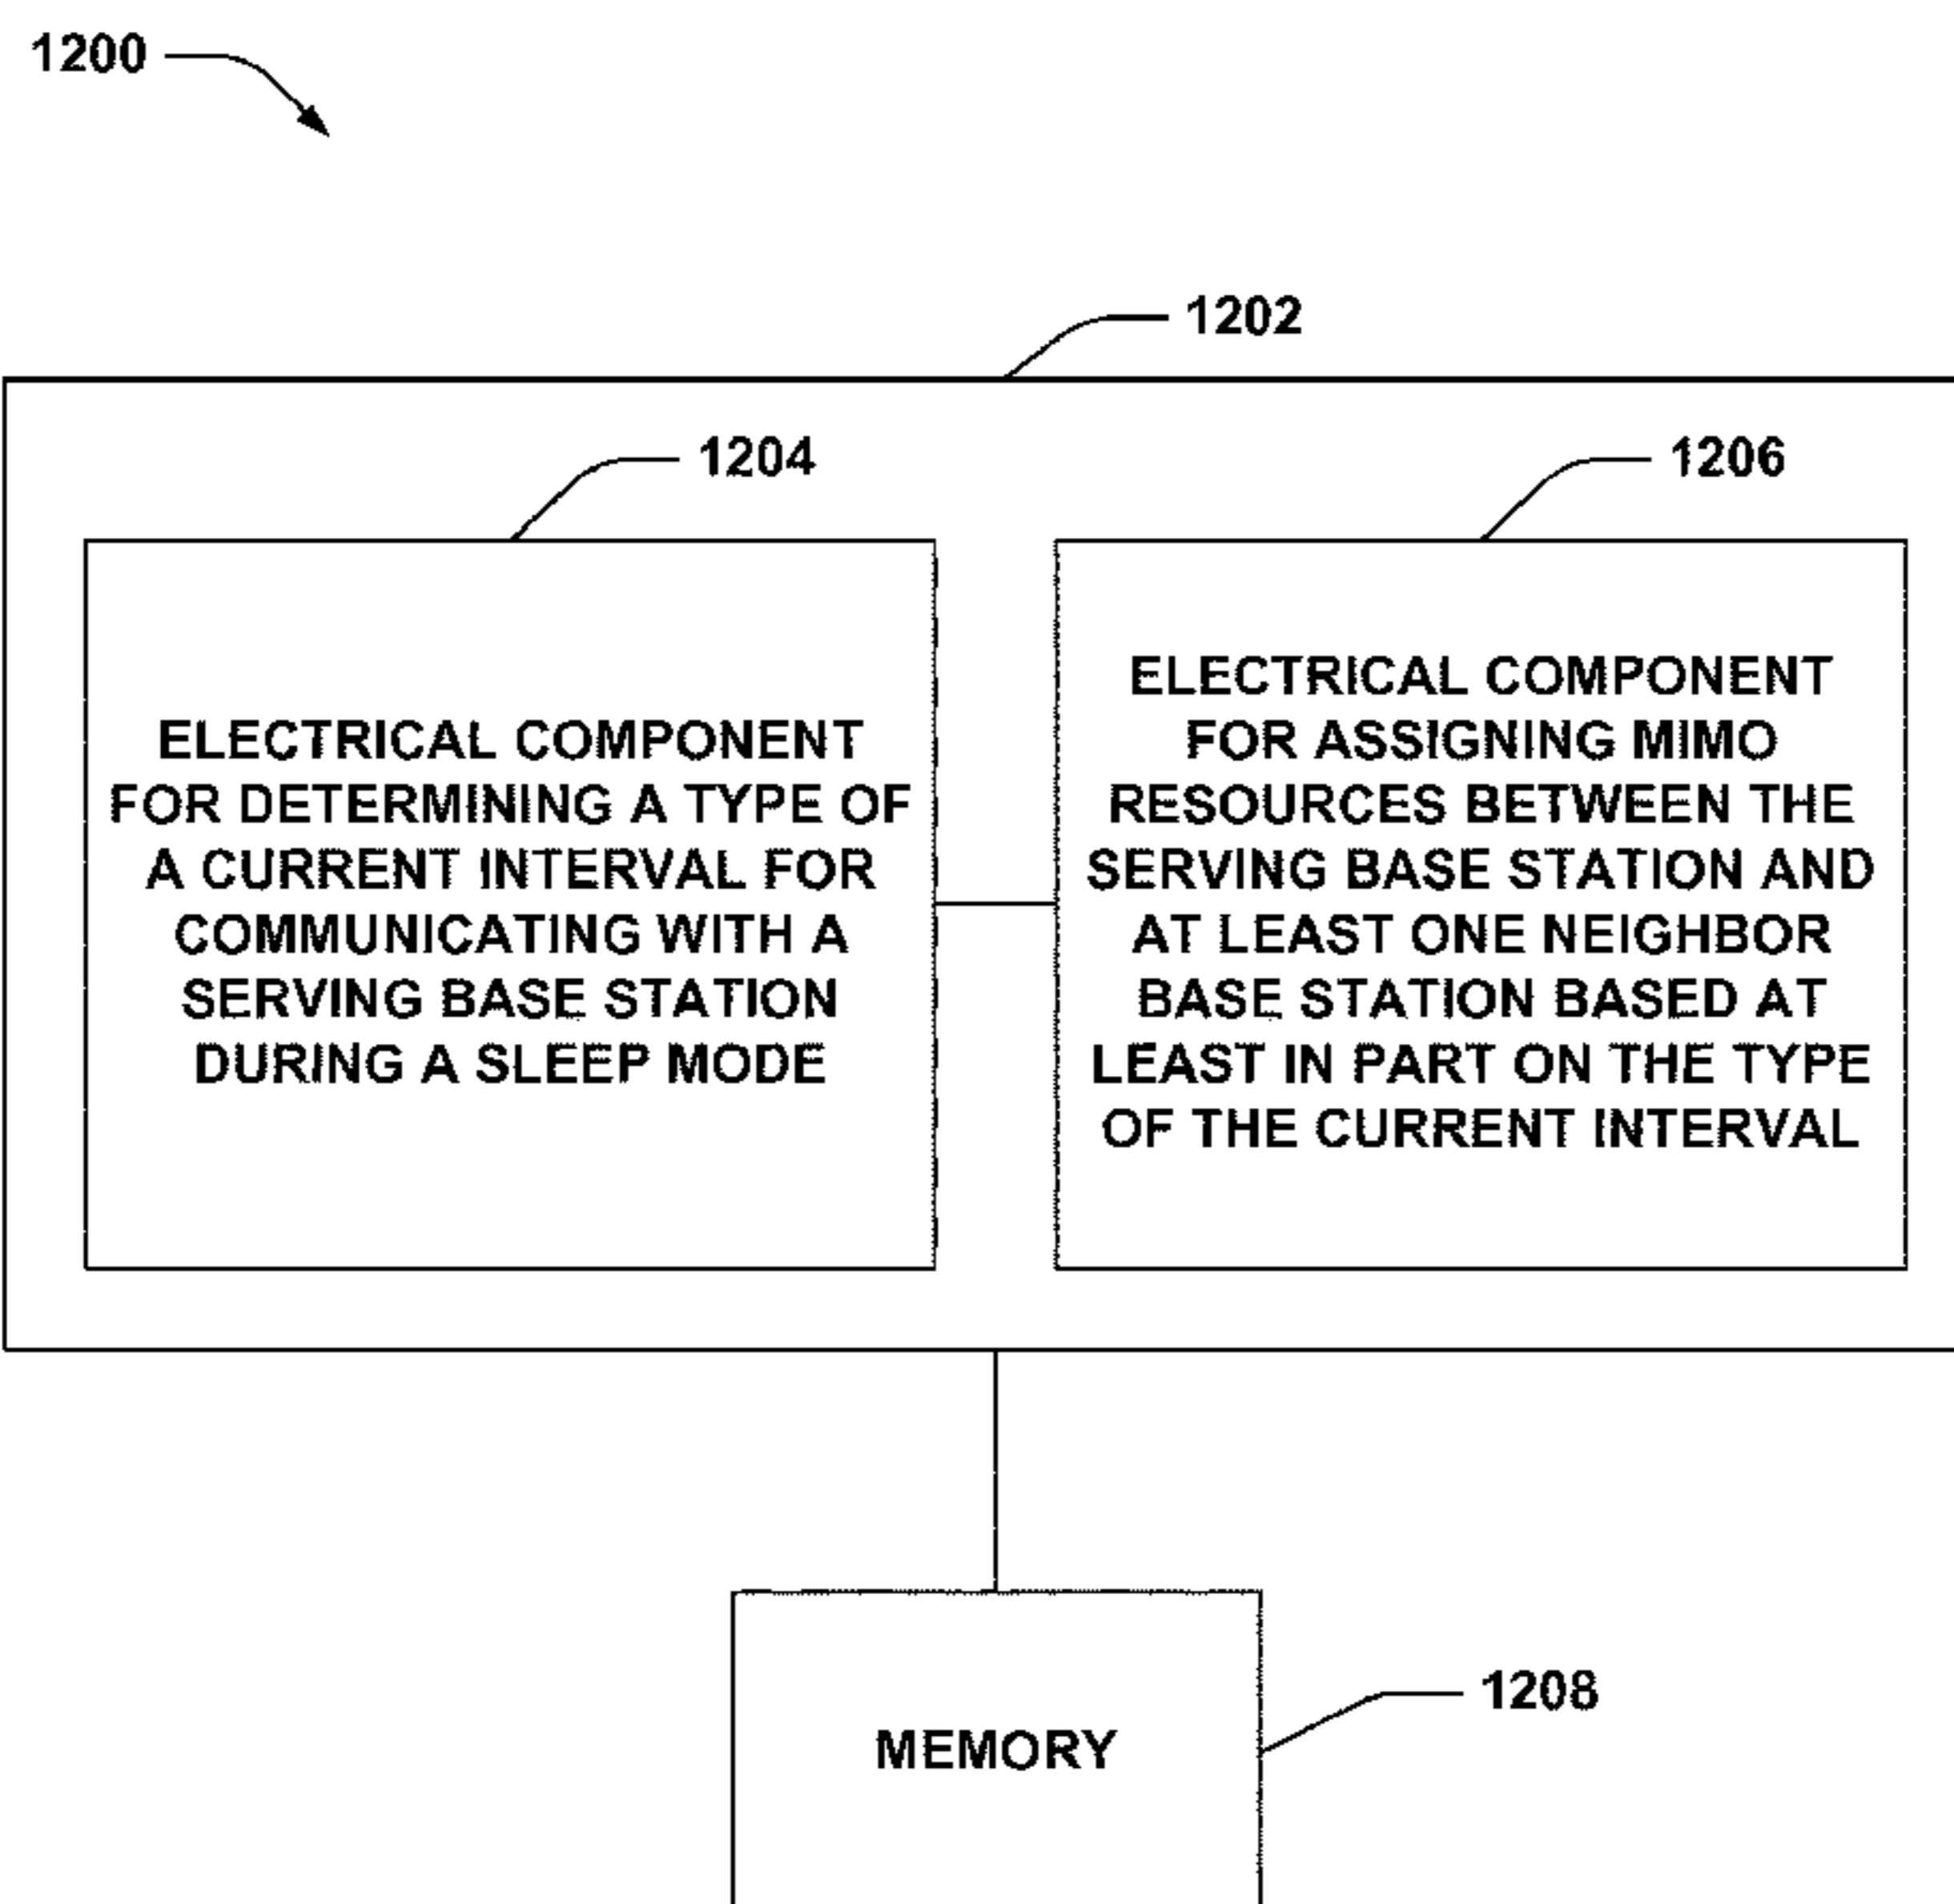 1200
1202
1204
1206
ELECTRICAL COMPONENT
FOR DETERMINING A TYPE OF
A CURRENT INTERVAL FOR
COMMUNICATING WITH A
SERVING BASE STATION
DURING A SLEEP MODE
ELECTRICAL COMPONENT
FOR ASSIGNING MIMO
RESOURCES BETWEEN THE
SERVING BASE STATION AND
AT LEAST ONE NEIGHBOR
BASE STATION BASED AT
LEAST IN PART ON THE TYPE
OF THE CURRENT INTERVAL
1208
MEMORY